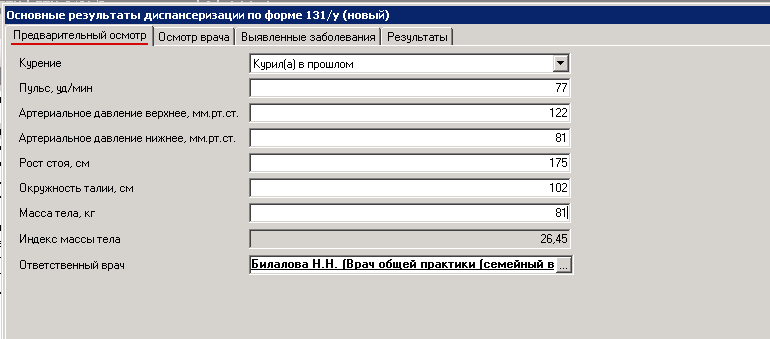 Основные результаты диспансеризации по форме 131/у (новый)
Предварительный осмотр Осмотр врача Выявленные заболевания Результаты
Курение Курил(а) в прошлом
Пульс, уд/мин 77
Артериальное давление верхнее, мм.рт.ст. 122
Артериальное давление нижнее, мм.рт.ст. 81
Рост стоя, см 175
Окружность талии, см 102
Масса тела, кг 81
Индекс массы тела 26,45
Ответственный врач Билалова Н.Н. (Врач общей практики (семейный в ...